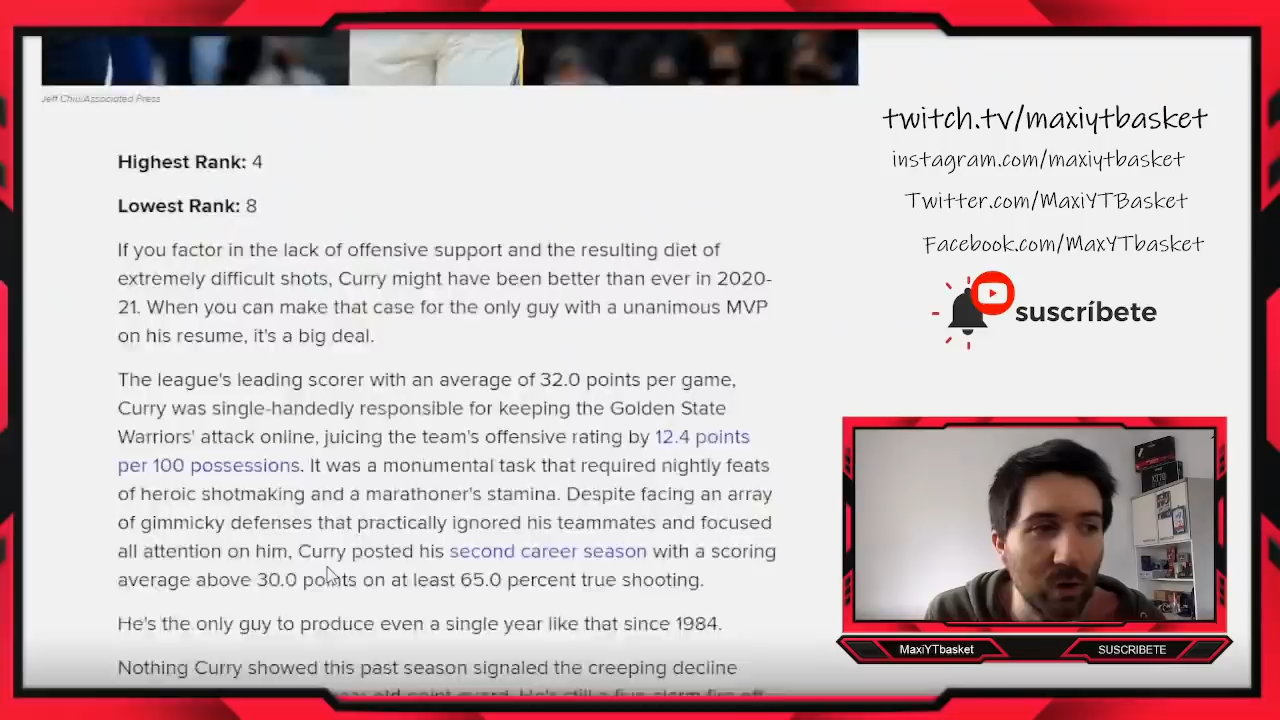 Jeff Chiu/Associated Press
Highest Rank: 4
Lowest Rank: 8
If you factor in the lack of offensive support and the resulting diet of
extremely difficult shots, Curry might have been better than ever in 2020-
21. When you can make that case for the only guy with a unanimous MVP
on his resume, it's a big deal.
The league's leading scorer with an average of 32.0 points per game,
Curry was single-handedly responsible for keeping the Golden State
Warriors' attack online, juicing the team's offensive rating by 12.4 points
per 100 possessions. It was a monumental task that required nightly feats
of heroic shotmaking and a marathoner's stamina. Despite facing an array
of gimmicky defenses that practically ignored his teammates and focused
all attention on him, Curry posted his second career season with a scoring
average above 30.0 points on at least 65.0 percent true shooting.
He's the only guy to produce even a single year like that since 1984.
Nothing Curry showed this past season signaled the creeping decline
twitch.tv/maxiytbasket
instagram.com/maxiytbasket
Twitter.com/MaxiYTBasket
Facebook.com/MaxYTbasket
suscríbete
MaxiYTbasket
SUSCRIBETE